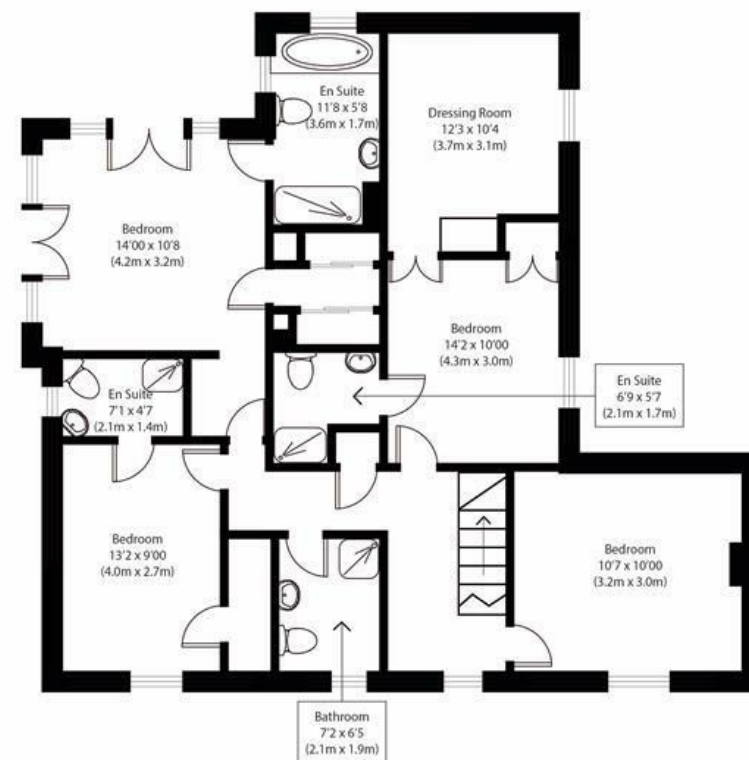 En Suite
11'8 x 5'8
(3.6m x 1.7m)
Dressing Room
12'3 x 10'4
(3.7m x 3.1m)
Bedroom
14'00 x 10'8
(4.2m x 3.2m)
Bedroom
14'2 x 10'00
(4.3m x 3.0m)
En Suite
6'9 x 5'7
(2.1m x 1.7m)
En Suite
7'1 x 4'7
(2.1m x 1.4m)
Bedroom
13'2 x 9'00
(4.0m x 2.7m)
Bedroom
10'7 x 10'00
(3.2m x 3.0m)
Bathroom
7'2 x 6'5
(2.1m x 1.9m)